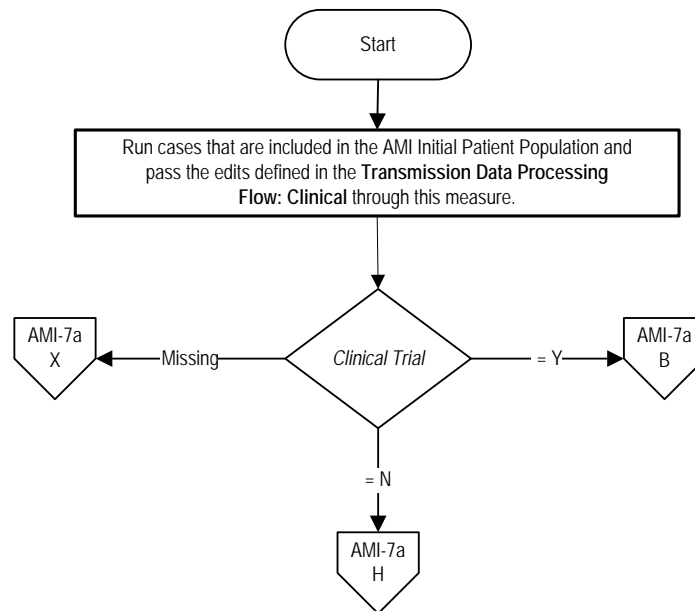 Start
Run cases that are included in the AMI Initial Patient Population and
pass the edits defined in the Transmission Data Processing
Flow: Clinical through this measure.
AMI-7a
X
Missing
Clinical Trial
= Y
AMI-7a
B
= N
AMI-7a
H